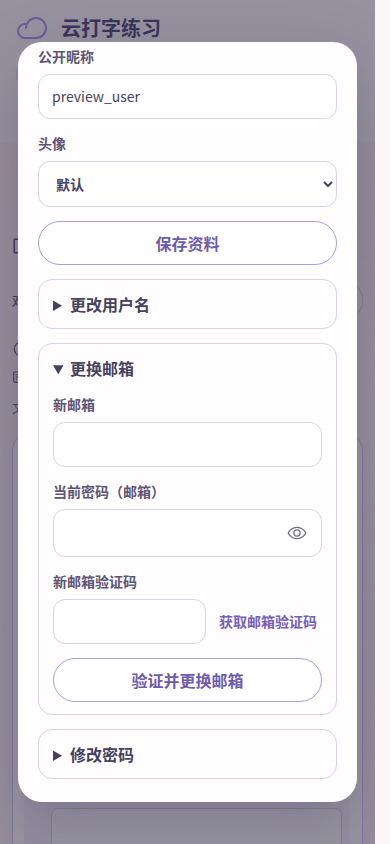 云打字练习
公开昵称
preview_user
头像
默认
保存资料
更改用户名
更换邮箱
新邮箱
当前密码（邮箱）
新邮箱验证码
获取邮箱验证码
验证并更换邮箱
修改密码